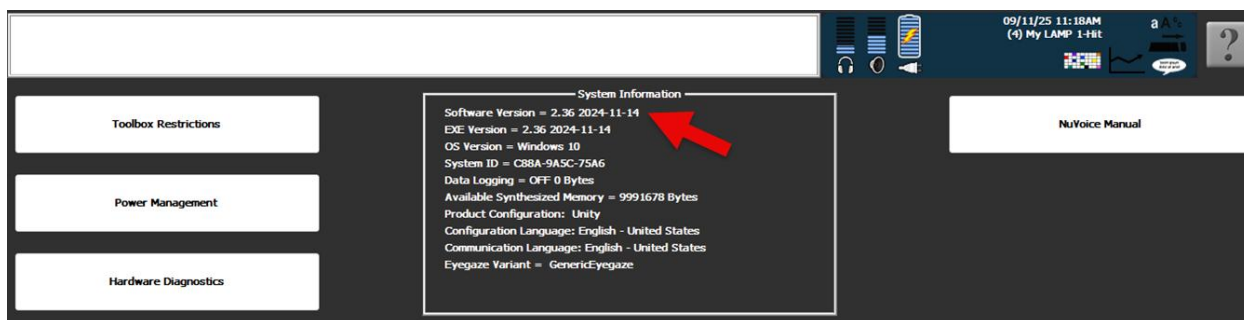 09/11/25 11:18AM
(4) My LAMP 1-Hit
?
Toolbox Restrictions
Power Management
Hardware Diagnostics
System Information
Software Version = 2.36 2024-11-14
EXE Version = 2.36 2024-11-14
OS Version = Windows 10
System ID = C88A-9A5C-75A6
Data Logging = OFF 0 Bytes
Available Synthesized Memory = 9991678 Bytes
Product Configuration: Unity
Configuration Language: English - United States
Communication Language: English - United States
Eyegaze Variant = GenericEyegaze
NuVoice Manual